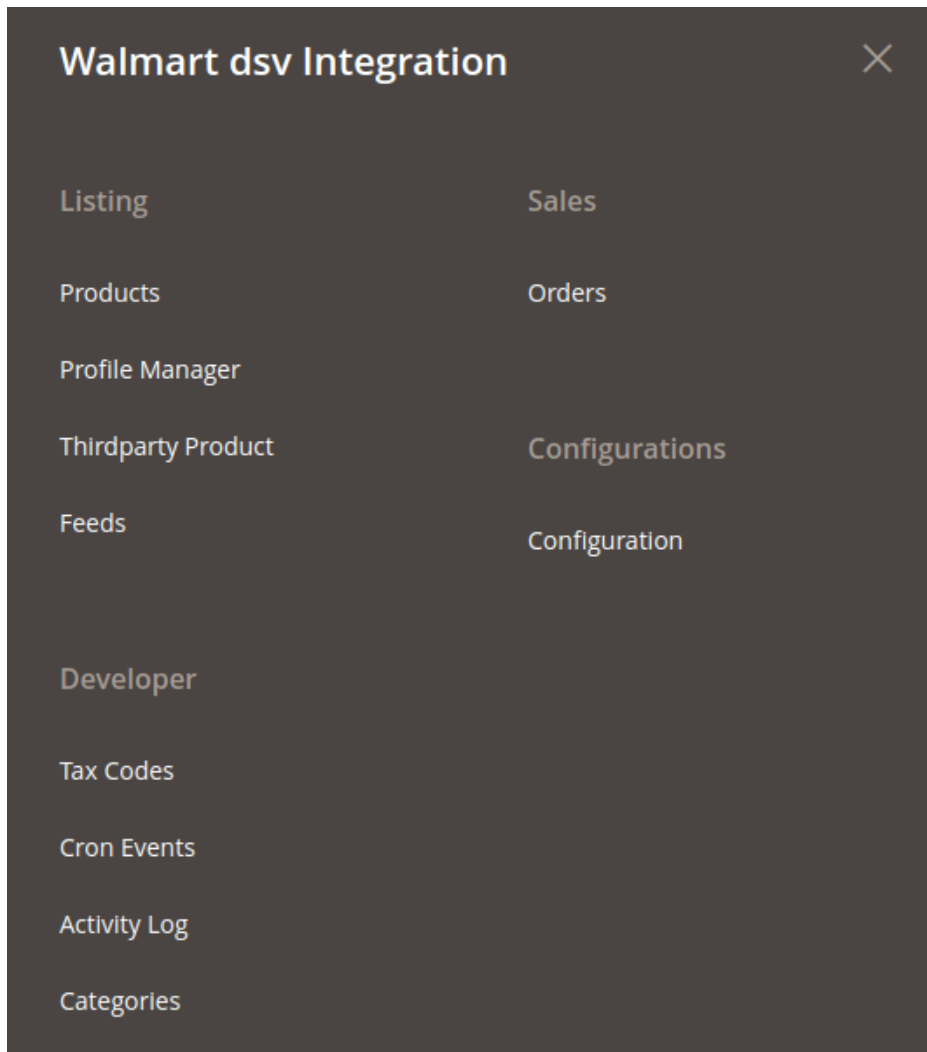 Walmart dsv Integration
Listing
Products
Profile Manager
Thirdparty Product
Feeds
Developer
Tax Codes
Cron Events
Activity Log
Categories
Sales
Orders
Configurations
Configuration